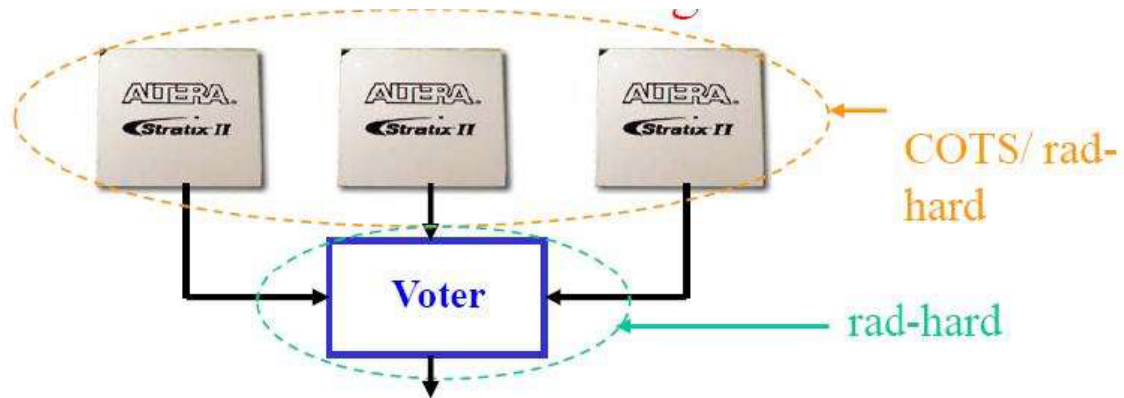 ALTERA.
Stratix II
ALTERA.
Stratix II
ALTERA.
Stratix II
COTS/ rad-
hard
Voter
rad-hard